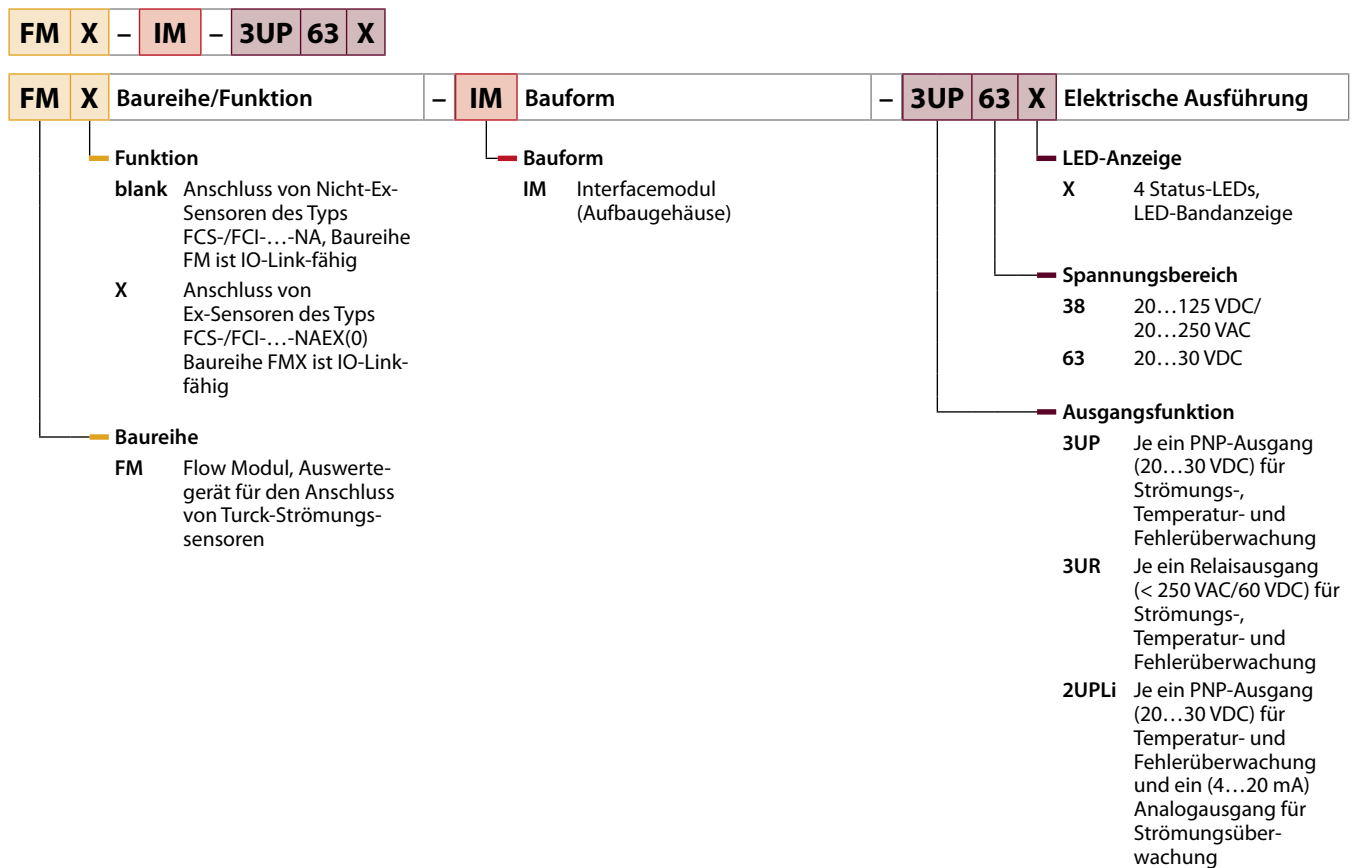 FM X – IM – 3UP 63 X
FM X Baureihe/Funktion – IM Bauform – 3UP 63 X Elektrische Ausführung
Funktion
blank Anschluss von Nicht-Ex-
Sensoren des Typs
FCS-/FCI-…-NA, Baureihe
FM ist IO-Link-fähig
X Anschluss von
Ex-Sensoren des Typs
FCS-/FCI-…-NAEX(0)
Baureihe FMX ist IO-Link-
fähig
Baureihe
FM Flow Modul, Auswerte-
gerät für den Anschluss
von Turck-Strömungs-
sensoren
Bauform
IM Interfacemodul
(Aufbaugehäuse)
LED-Anzeige
X 4 Status-LEDs,
LED-Bandanzeige
Spannungsbereich
38 20…125 VDC/
20…250 VAC
63 20…30 VDC
Ausgangsfunktion
3UP Je ein PNP-Ausgang
(20…30 VDC) für
Strömungs-,
Temperatur- und
Fehlerüberwachung
3UR Je ein Relaisausgang
(< 250 VAC/60 VDC) für
Strömungs-,
Temperatur- und
Fehlerüberwachung
2UPLi Je ein PNP-Ausgang
(20…30 VDC) für
Temperatur- und
Fehlerüberwachung
und ein (4…20 mA)
Analogausgang für
Strömungsüber-
wachung